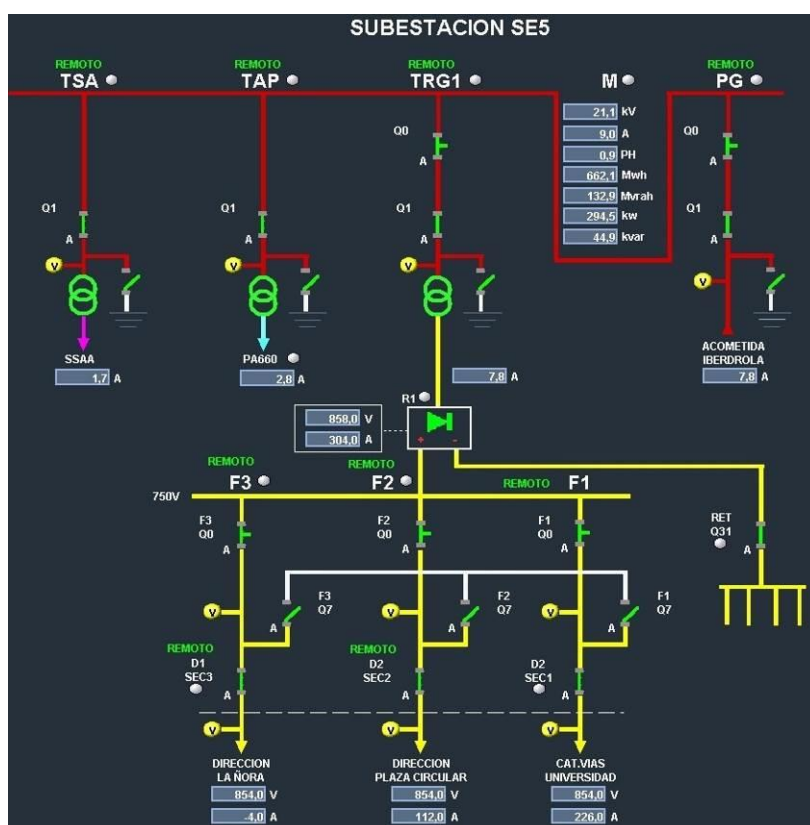 SUBESTACION SE5
REMOTO REMOTO REMOTO REMOTO
TSA TAP TRG1 M PG
21,1 kV
9,0 A
0,9 PH
662,1 Mwh
132,9 Mvrah
294,5 kw
44,9 kvar
Q0 Q0
A A
Q1 Q1 Q1 Q1
A A A A
V V V V
SSAA PA660 ACOMETIDA
IBERDROLA
1,7 A 2,8 A 7,8 A 7,8 A
R1
858,0 V
304,0 A
+ -
REMOTO REMOTO REMOTO
F3 F2 F1
750V
F3 F2 F1 RET
Q0 Q0 Q0 Q31
A A A A
F3 F2 F1
Q7 Q7 Q7
V V V
A A A
REMOTO REMOTO
D1 D2 D2
SEC3 SEC2 SEC1
A A A
V V V
DIRECCION DIRECCION CAT.VIAS
LA ÑORA PLAZA CIRCULAR UNIVERSIDAD
854,0 V 854,0 V 854,0 V
-4,0 A 112,0 A 226,0 A